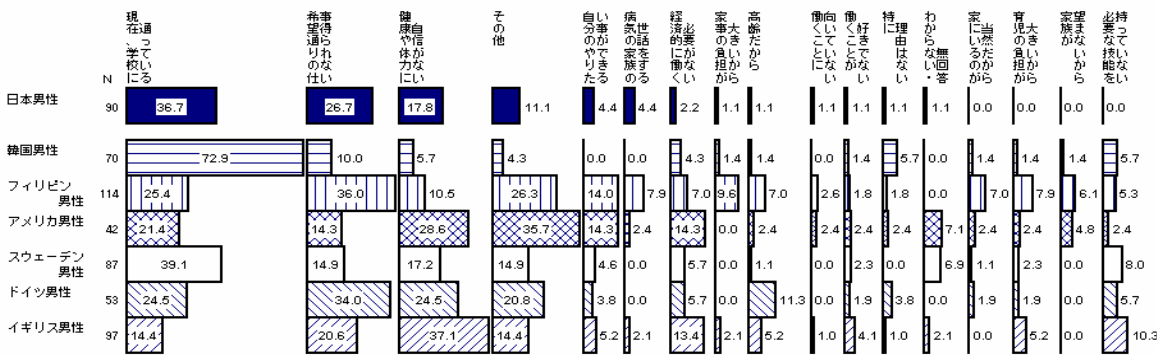 現在、学校に
通っている
希望通りの仕
事が得られない
健康や体力に
自信がない
その他
自分のやりた
い事ができる
病気の家族の
世話をする
経済的に働く
必要がない
家事の負担が
大きいから
高齢だから
働くことに
向いていない
働くことが
好きでない
特に
理由はない
わからない・
無回答
家にいるのが
当然だから
育児の負担が
大きいから
家族が
望まないから
必要な技能を
持っていない
N
日本男性 90 36.7 26.7 17.8 11.1 4.4 4.4 2.2 1.1 1.1 1.1 1.1 1.1 1.1 0.0 0.0 0.0 0.0
韓国男性 70 72.9 10.0 5.7 4.3 0.0 0.0 4.3 1.4 1.4 0.0 1.4 5.7 0.0 1.4 1.4 1.4 5.7
フィリピン
男性 114 25.4 36.0 10.5 26.3 14.0 7.9 7.0 9.6 7.0 2.6 1.8 1.8 0.0 7.0 7.9 6.1 5.3
アメリカ男性 42 21.4 14.3 28.6 35.7 14.3 2.4 14.3 0.0 2.4 2.4 2.4 2.4 7.1 2.4 2.4 4.8 2.4
スウェーデン
男性 87 39.1 14.9 17.2 14.9 4.6 0.0 5.7 0.0 1.1 0.0 2.3 0.0 6.9 1.1 2.3 0.0 8.0
ドイツ男性 53 24.5 34.0 24.5 20.8 3.8 0.0 5.7 0.0 11.3 0.0 1.9 3.8 0.0 1.9 1.9 0.0 5.7
イギリス男性 97 14.4 20.6 37.1 14.4 5.2 2.1 13.4 2.1 5.2 1.0 4.1 1.0 2.1 0.0 5.2 0.0 10.3